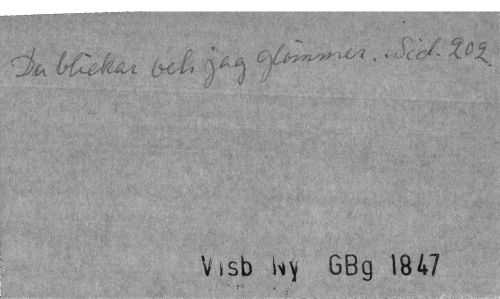 Du blickar och jag glömmer. . Sid. 202.
Visb Ny GBg 1847